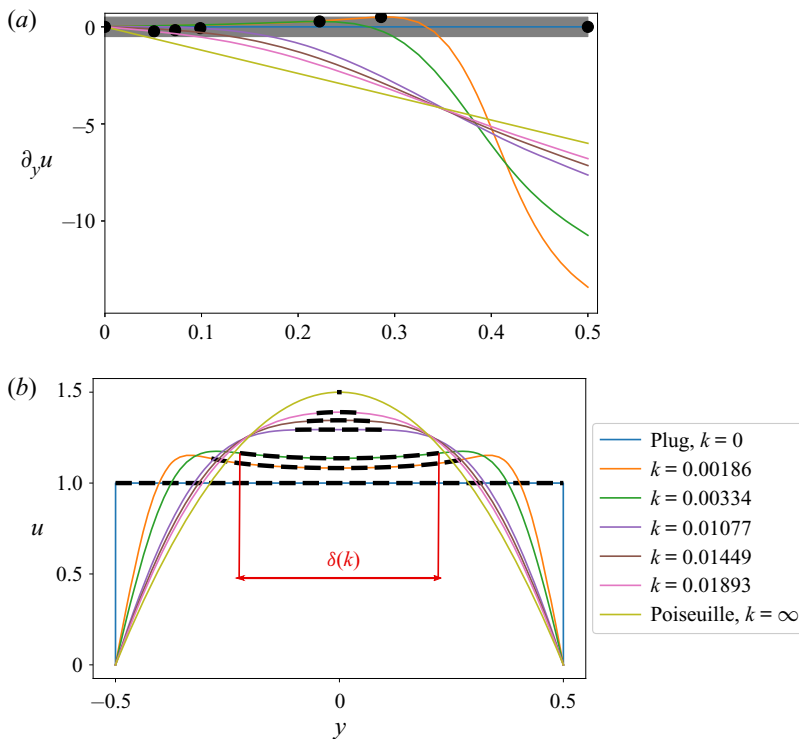 (a)
0
−5
∂yu
−10
0
0.1
0.2
0.3
0.4
0.5
(b)
1.5
1.0
u
0.5
0
δ(k)
−0.5
0
0.5
y
Plug, k = 0
k = 0.00186
k = 0.00334
k = 0.01077
k = 0.01449
k = 0.01893
Poiseuille, k = ∞